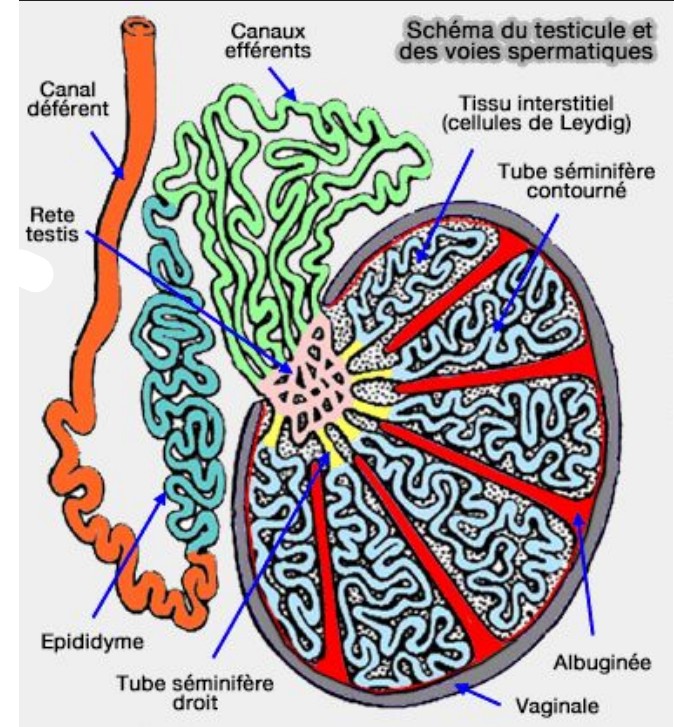 Schéma du testicule et
des voies spermatiques
Canaux
efférents
Canal
déférent
Tissu interstitiel
(cellules de Leydig)
Tube séminifère
contourné
Rete
testis
Epididyme
Tube séminifère
droit
Albuginée
Vaginale